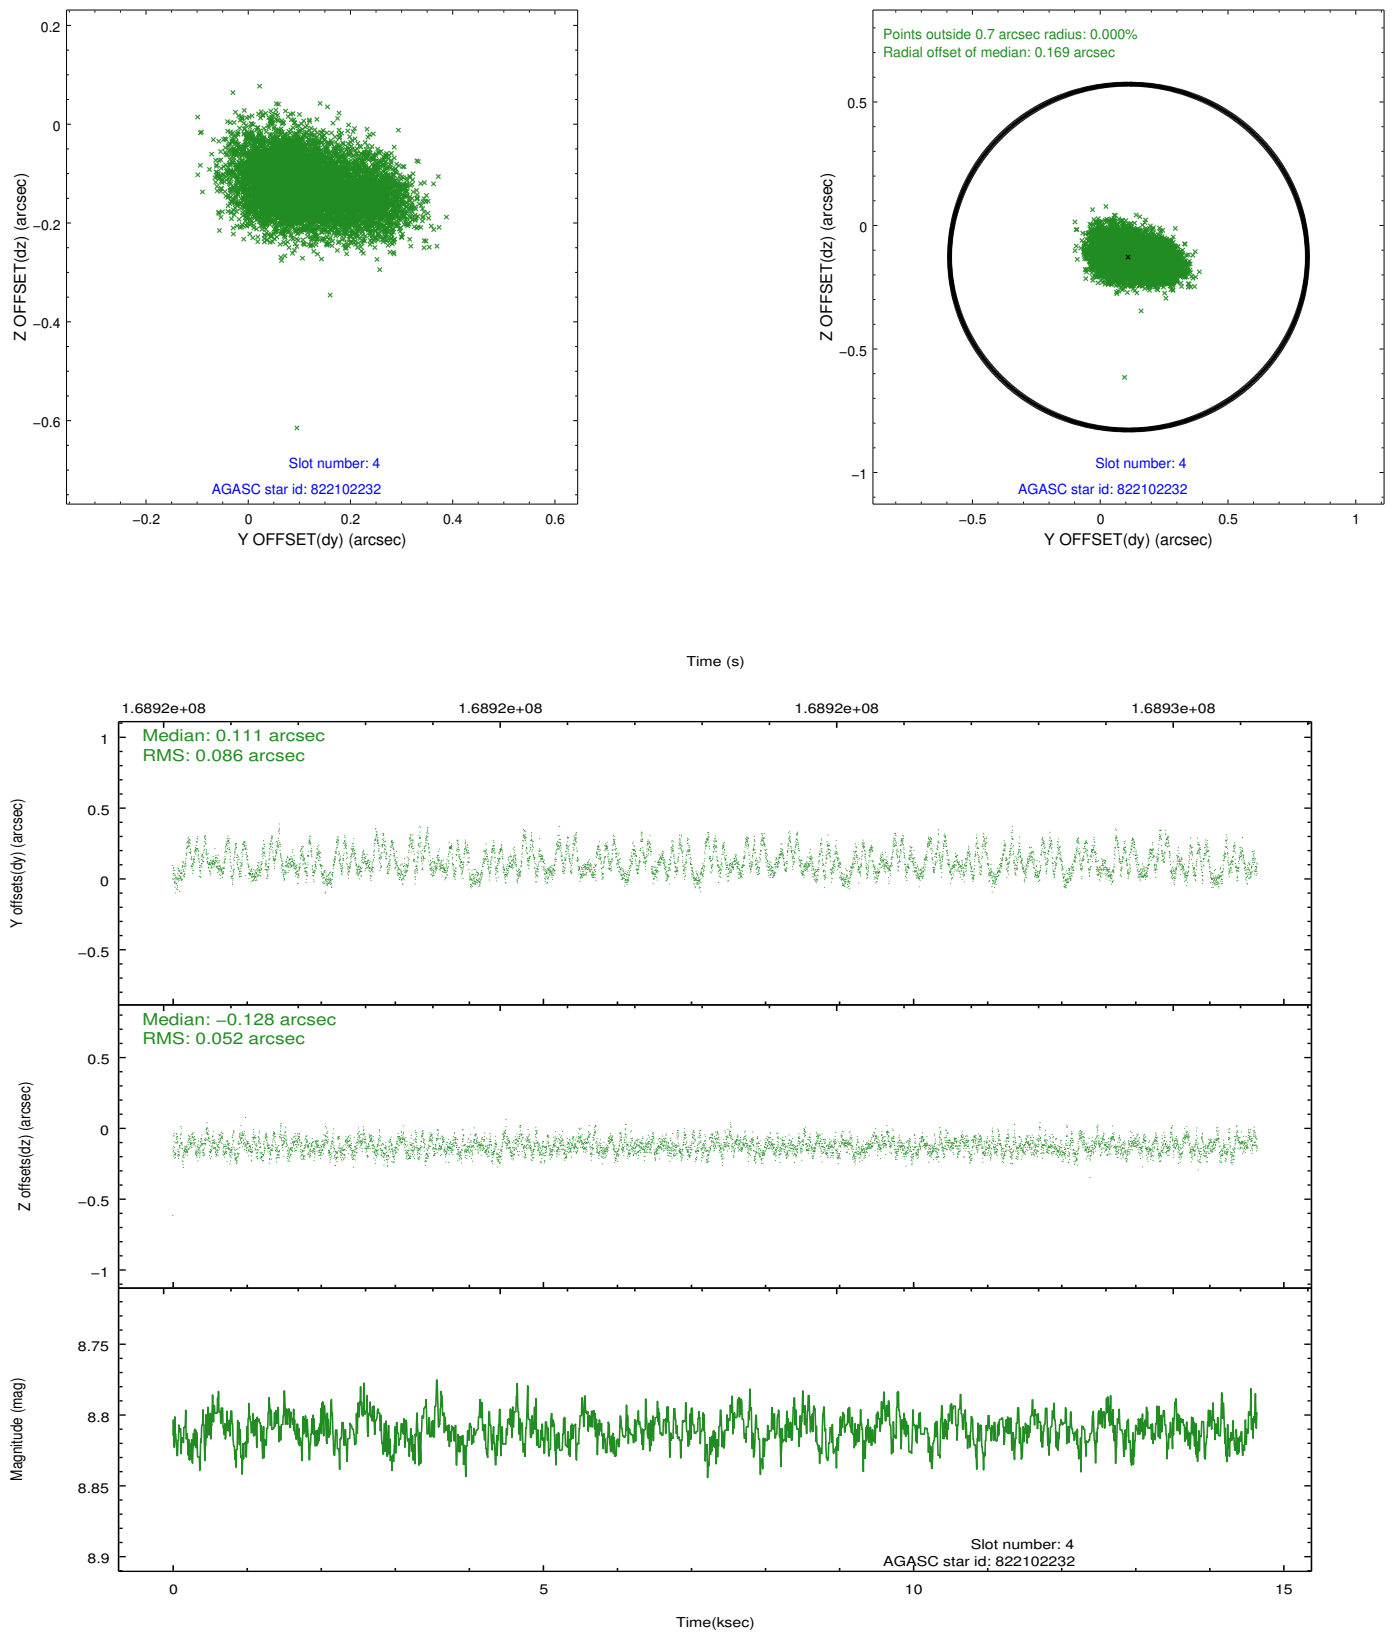 0.2
0
−0.2
−0.4
−0.6
Z OFFSET(dz) (arcsec)
Slot number: 4
AGASC star id: 822102232
−0.2 0 0.2 0.4 0.6
Y OFFSET(dy) (arcsec)
Points outside 0.7 arcsec radius: 0.000%
Radial offset of median: 0.169 arcsec
0.5
0
−0.5
−1
Z OFFSET(dz) (arcsec)
Slot number: 4
AGASC star id: 822102232
−0.5 0 0.5 1
Y OFFSET(dy) (arcsec)
Time (s)
1.6892e+08 1.6892e+08 1.6892e+08 1.6893e+08
Median: 0.111 arcsec
RMS: 0.086 arcsec
1
0.5
0
−0.5
Y offsets(dy) (arcsec)
Median: −0.128 arcsec
RMS: 0.052 arcsec
0.5
0
−0.5
−1
Z offsets(dz) (arcsec)
8.75
8.8
8.85
8.9
Magnitude (mag)
Slot number: 4
AGASC star id: 822102232
0 5 10 15
Time(ksec)